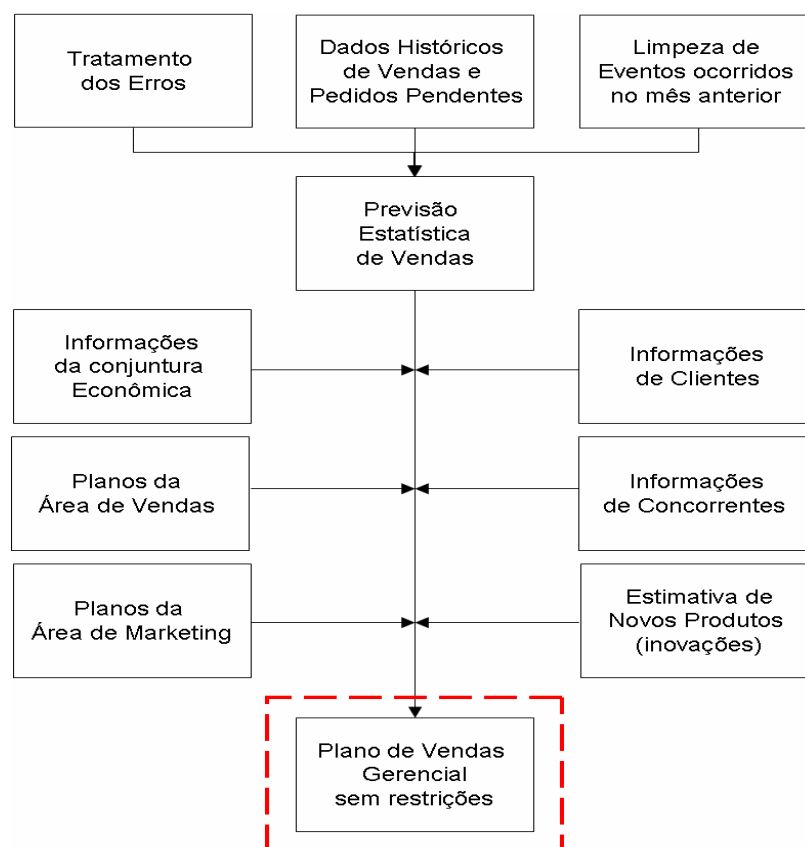 Tratamento
dos Erros
Dados Históricos
de Vendas e
Pedidos Pendentes
Limpeza de
Eventos ocorridos
no mês anterior
Previsão
Estatística
de Vendas
Informações
da conjuntura
Econômica
Informações
de Clientes
Planos da
Área de Vendas
Informações
de Concorrentes
Planos da
Área de Marketing
Estimativa de
Novos Produtos
(inovações)
Plano de Vendas
Gerencial
sem restrições